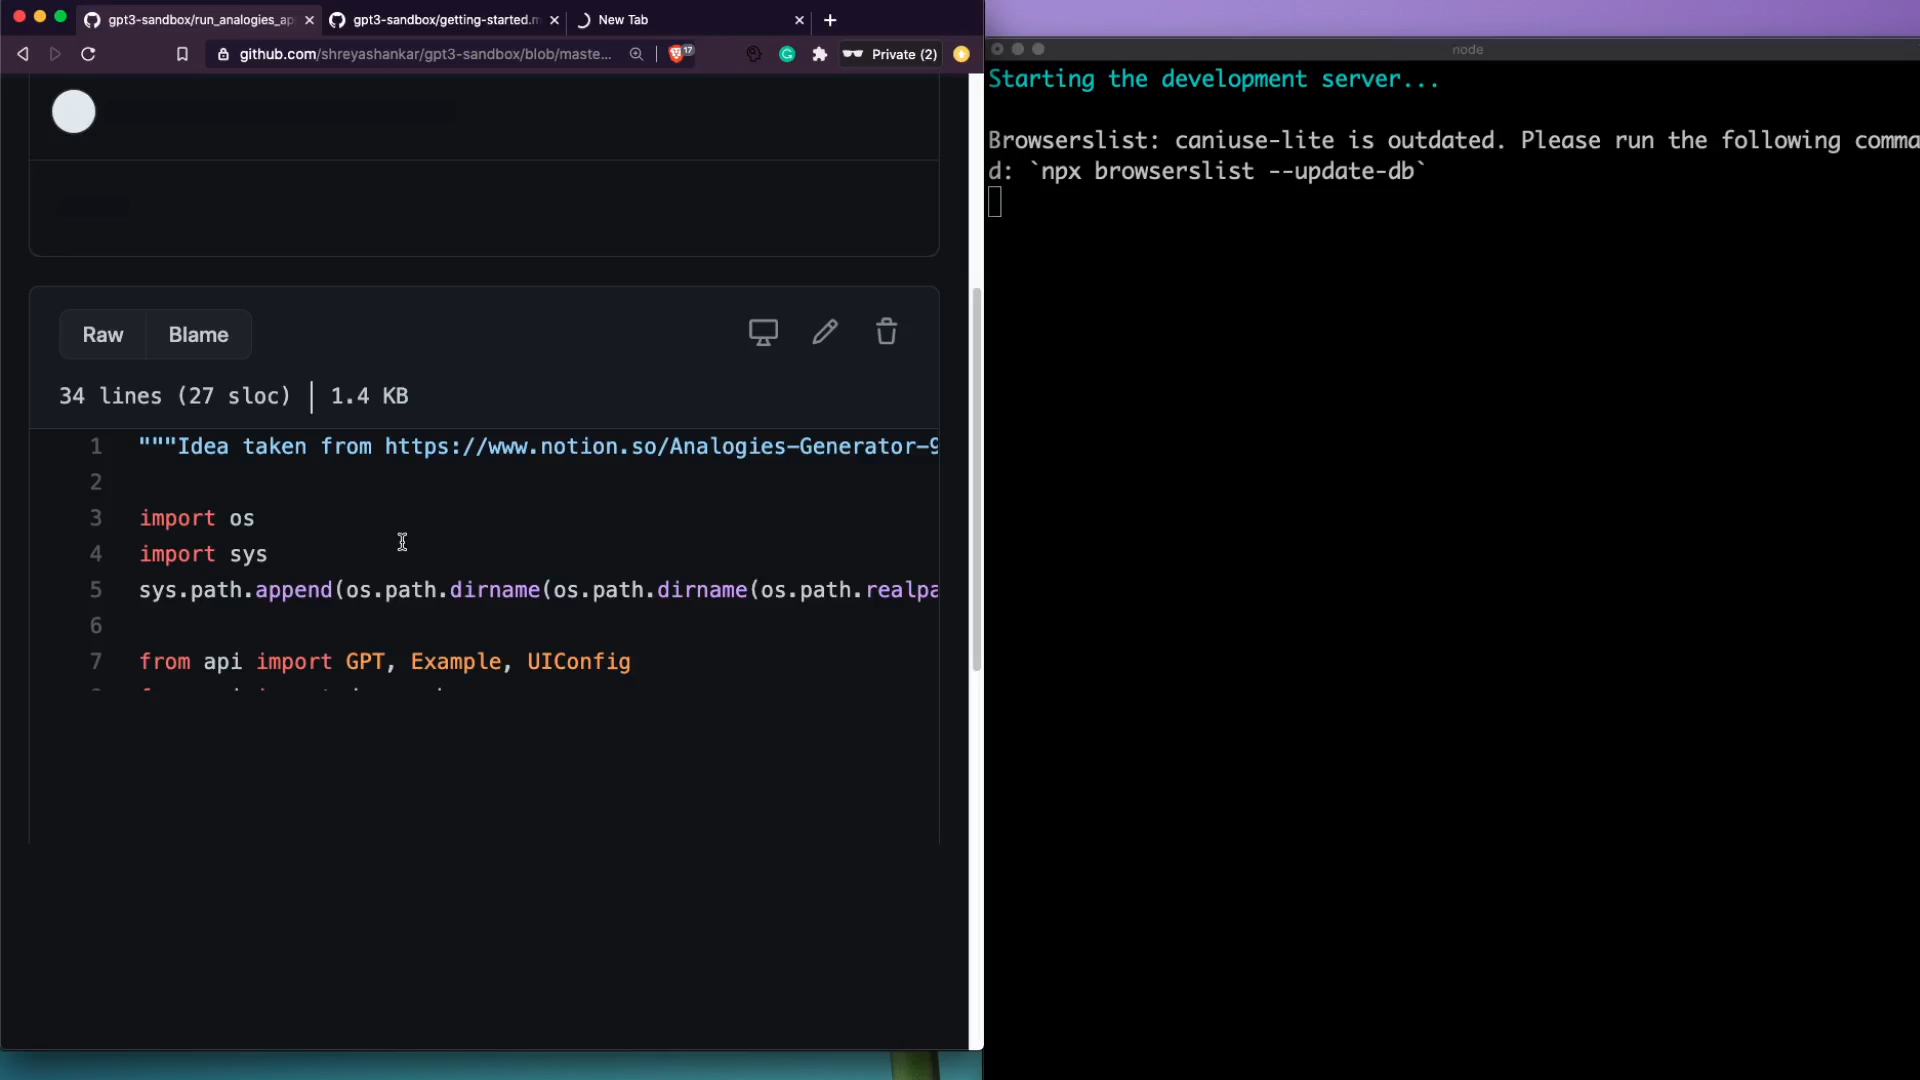 gpt3-sandbox/run_analogies_ap
gpt3-sandbox/getting-started.m
New Tab
github.com/shreyashankar/gpt3-sandbox/blob/maste...
17
Private (2)
Raw
Blame
34 lines (27 sloc) | 1.4 KB
1 """Idea taken from https://www.notion.so/Analogies-Generator-9
2
3 import os
4 import sys
5 sys.path.append(os.path.dirname(os.path.dirname(os.path.realpa
6
7 from api import GPT, Example, UIConfig
node
Starting the development server...
Browserslist: caniuse-lite is outdated. Please run the following comma
d: `npx browserslist --update-db`